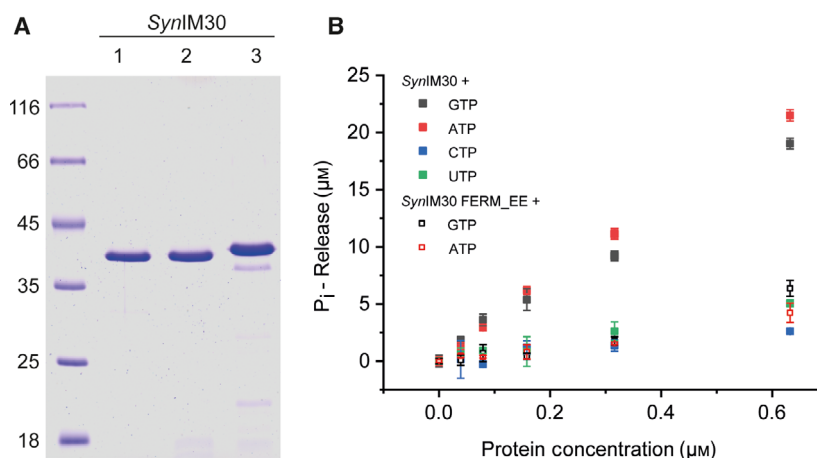 A
SynIM30
1 2 3
116
66
45
35
25
18
B
SynIM30 +
GTP
ATP
CTP
UTP
SynIM30 FERM_EE +
GTP
ATP
25
20
15
10
5
0
Pi - Release (μM)
0.0 0.2 0.4 0.6
Protein concentration (μM)